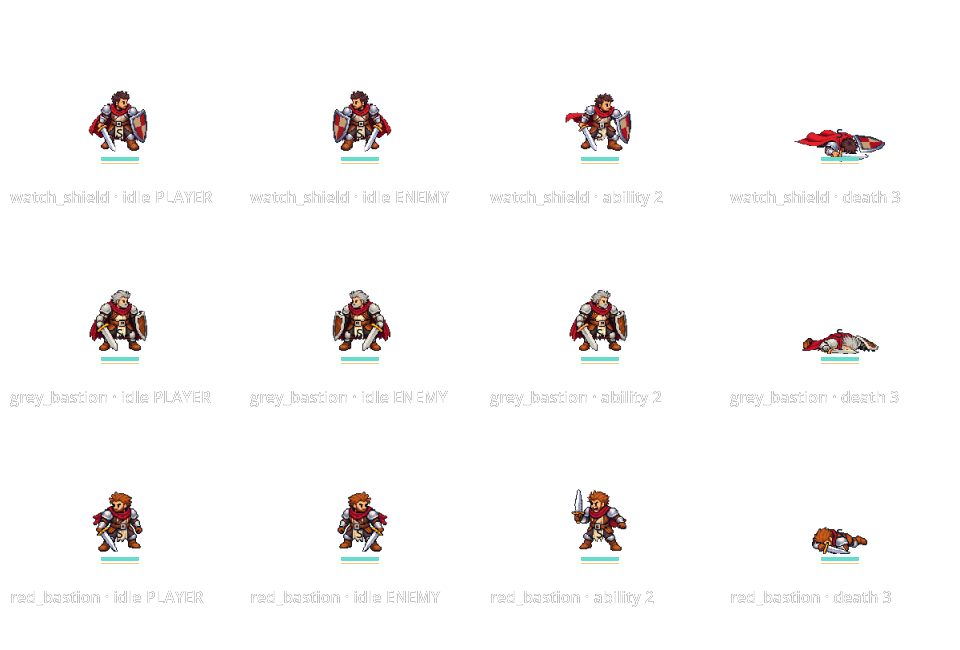 watch_shield · idle PLAYER
watch_shield · idle ENEMY
watch_shield · ability 2
watch_shield · death 3
grey_bastion · idle PLAYER
grey_bastion · idle ENEMY
grey_bastion · ability 2
grey_bastion · death 3
red_bastion · idle PLAYER
red_bastion · idle ENEMY
red_bastion · ability 2
red_bastion · death 3